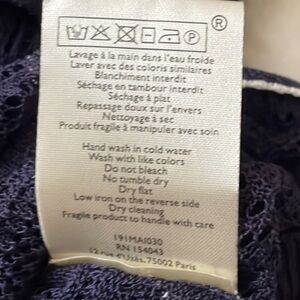 ®
P
Lavage à la main dans l'eau froide
Laver avec des coloris similaires
Blanchiment interdit
Séchage en tambour interdit
Séchage à plat
Repassage doux sur l'envers
Nettoyage à sec
Produit fragile à manipuler avec soin
Hand wash in cold water
Wash with like colors
Do not bleach
No tumble dry
Dry flat
Low iron on the reverse side
Dry cleaning
Fragile product to handle with care
191MAI030
RN 154043
12 rue d'Uzès, 75002 Paris